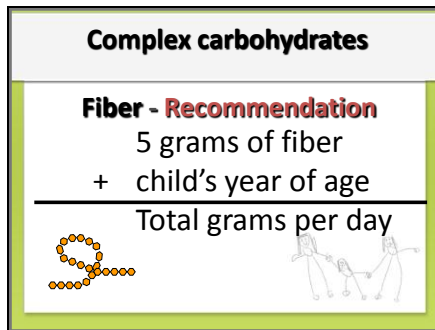 Complex carbohydrates
Fiber - Recommendation
5 grams of fiber
+ child's year of age
Total grams per day